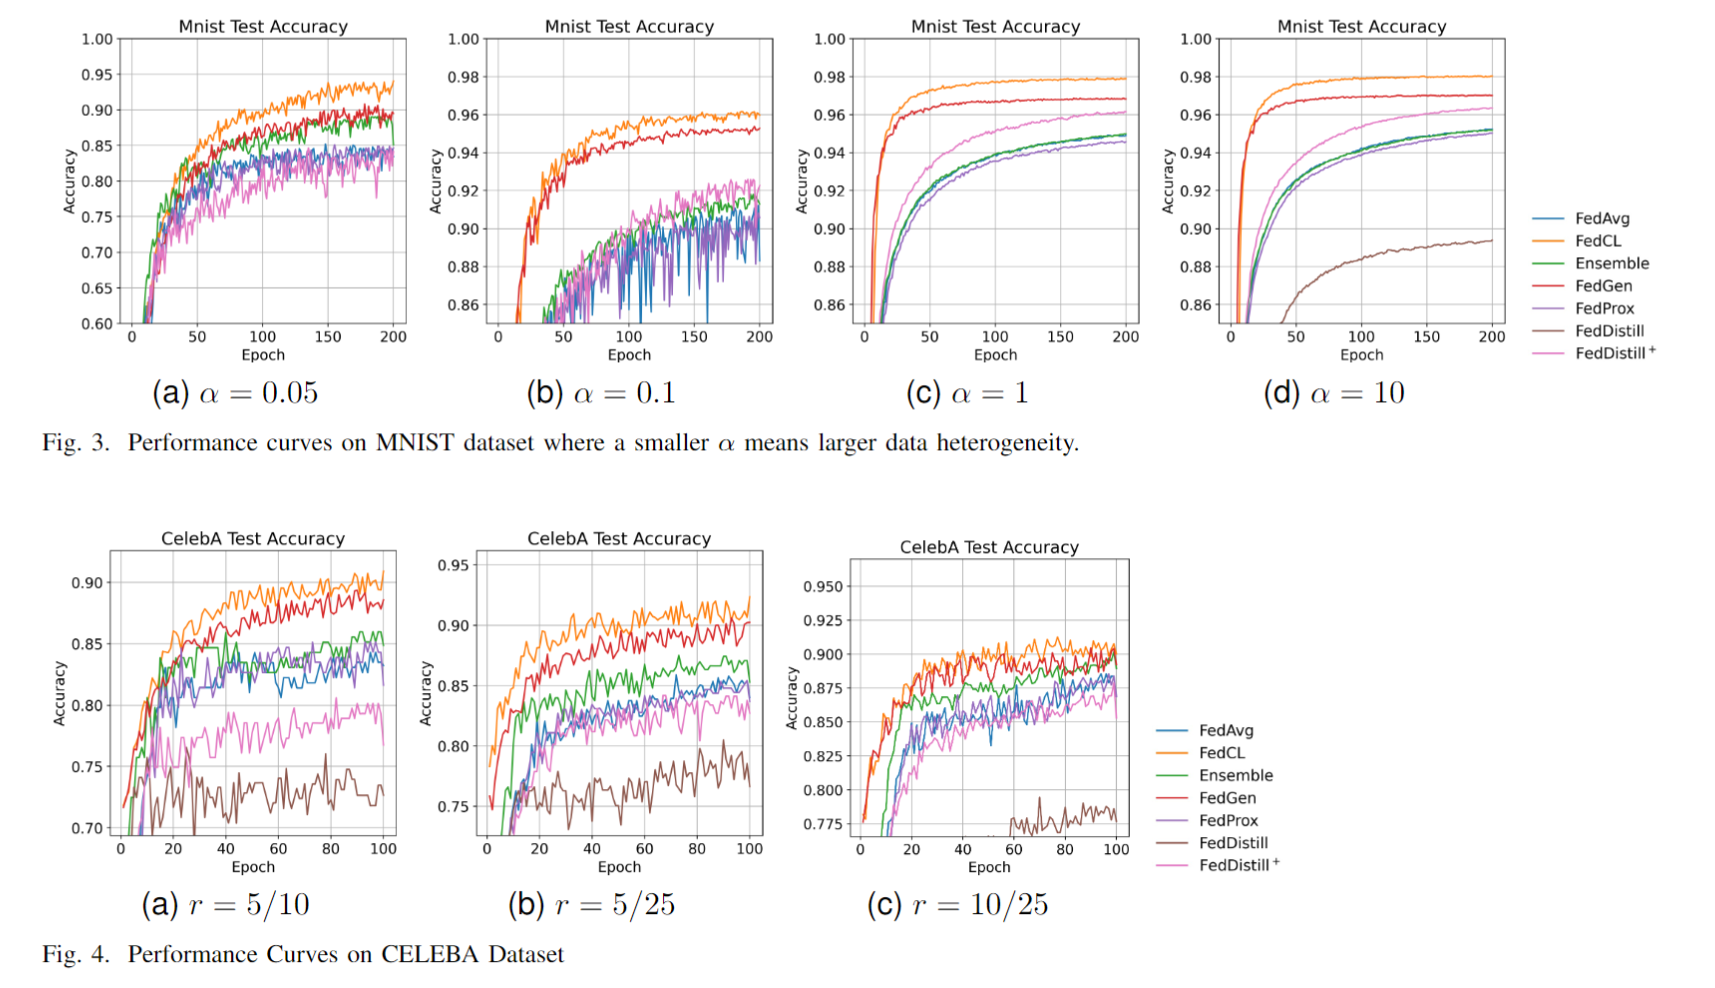 Mnist Test Accuracy
1.00
0.95
0.90
0.85
0.80
0.75
0.70
0.65
0.60
Accuracy
0 50 100 150 200
Epoch
(a) α = 0.05
Mnist Test Accuracy
1.00
0.98
0.96
0.94
0.92
0.90
0.88
0.86
Accuracy
50 100 150 200
Epoch
(b) α = 0.1
Mnist Test Accuracy
1.00
0.98
0.96
0.94
0.92
0.90
0.88
0.86
Accuracy
0 50 100 150 200
Epoch
(c) α = 1
Mnist Test Accuracy
1.00
0.98
0.96
0.94
0.92
0.90
0.88
0.86
Accuracy
0 50 100 150 200
Epoch
(d) α = 10
FedAvg
FedCL
Ensemble
FedGen
FedProx
FedDistill
FedDistill⁺
Fig. 3. Performance curves on MNIST dataset where a smaller α means larger data heterogeneity.
CelebA Test Accuracy
0.90
0.85
0.80
0.75
0.70
Accuracy
0 20 40 60 80 100
Epoch
(a) r = 5/10
CelebA Test Accuracy
0.95
0.90
0.85
0.80
0.75
Accuracy
0 20 40 60 80 100
Epoch
(b) r = 5/25
CelebA Test Accuracy
0.950
0.925
0.900
0.875
0.850
0.825
0.800
0.775
Accuracy
0 20 40 60 80 100
Epoch
(c) r = 10/25
FedAvg
FedCL
Ensemble
FedGen
FedProx
FedDistill
FedDistill⁺
Fig. 4. Performance Curves on CELEBA Dataset